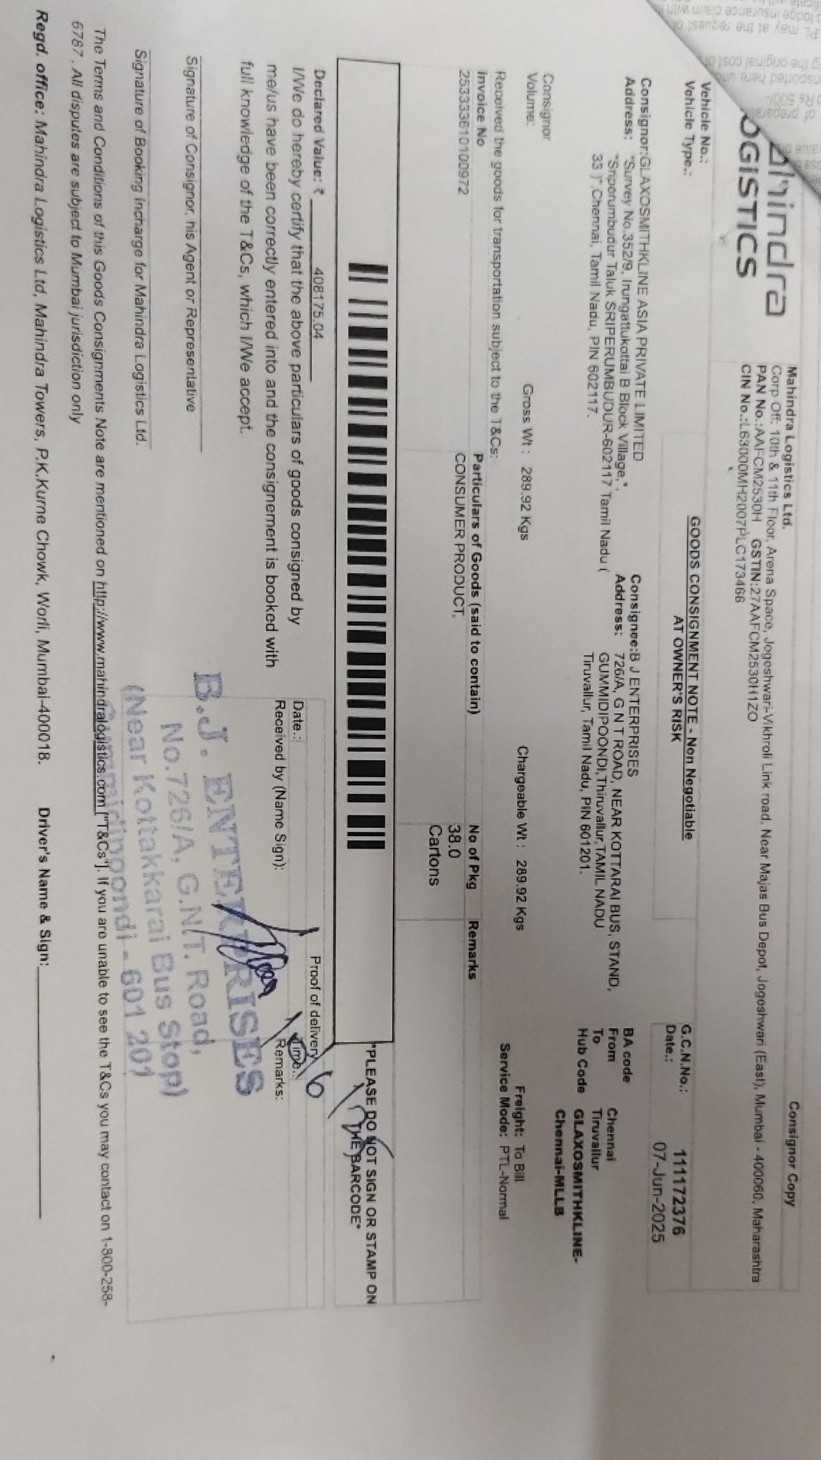 Consignor Copy
Mahindra Logistics Ltd.
Corp Off: 10th & 11th Floor, Arena Space, Jogeshwari-Vikhroli Link road, Near Majas Bus Depot, Jogeshwari (East), Mumbai - 400060, Maharashtra
PAN No.:AAFCM2530H GSTIN:27AAFCM2530H1ZO
CIN No.:L63000MH2007PLC173466
ahindra
OGISTICS
GOODS CONSIGNMENT NOTE - Non Negotiable
AT OWNER'S RISK
Vehicle No.:
Vehicle Type.:
G.C.N.No.: 111172376
Date.: 07-Jun-2025
Consignor:GLAXOSMITHKLINE ASIA PRIVATE LIMITED
Address: "Survey No.352/9, Irungattukottai B Block Village, ",
"Sriperumbudur Taluk SRIPERUMBUDUR-602117 Tamil Nadu (
33 )" Chennai, Tamil Nadu, PIN 602117.
Consignee:B J ENTERPRISES
Address: 726/A, G N T ROAD, NEAR KOTTARAI BUS, STAND,
GUMMIDIPOONDI,Thiruvallur,TAMIL NADU
Tiruvallur, Tamil Nadu, PIN 601201.
BA code
From Chennai
To Tiruvallur
Hub Code GLAXOSMITHKLINE-
Chennai-MLLB
Consignor
Volume:
Gross Wt : 289.92 Kgs
Chargeable Wt : 289.92 Kgs
Freight: To Bill
Service Mode: PTL-Normal
Received the goods for transportation subject to the T&Cs:
Invoice No Particulars of Goods (said to contain) No of Pkg Remarks
25333361010​0972 CONSUMER PRODUCT, 38.0
Cartons
*PLEASE DO NOT SIGN OR STAMP ON
THE BARCODE*
Declared Value: ₹ 408175.04
I/We do hereby certify that the above particulars of goods consigned by
me/us have been correctly entered into and the consignement is booked with
full knowledge of the T&Cs, which I/We accept.
Proof of delivery
Date.: Time.:
Received by (Name Sign): Remarks:
B.J. ENTERPRISES
No.726/A, G.N.T. Road,
(Near Kottakkarai Bus Stop)
Gummidipoondi - 601 201
Signature of Consignor, his Agent or Representative
Signature of Booking Incharge for Mahindra Logistics Ltd.
The Terms and Conditions of this Goods Consignments Note are mentioned on http://www.mahindralogistics.com ["T&Cs"]. If you are unable to see the T&Cs you may contact on 1-800-258-
6787 . All disputes are subject to Mumbai jurisdiction only
Regd. office: Mahindra Logistics Ltd, Mahindra Towers, P.K.Kurne Chowk, Worli, Mumbai-400018. Driver's Name & Sign: